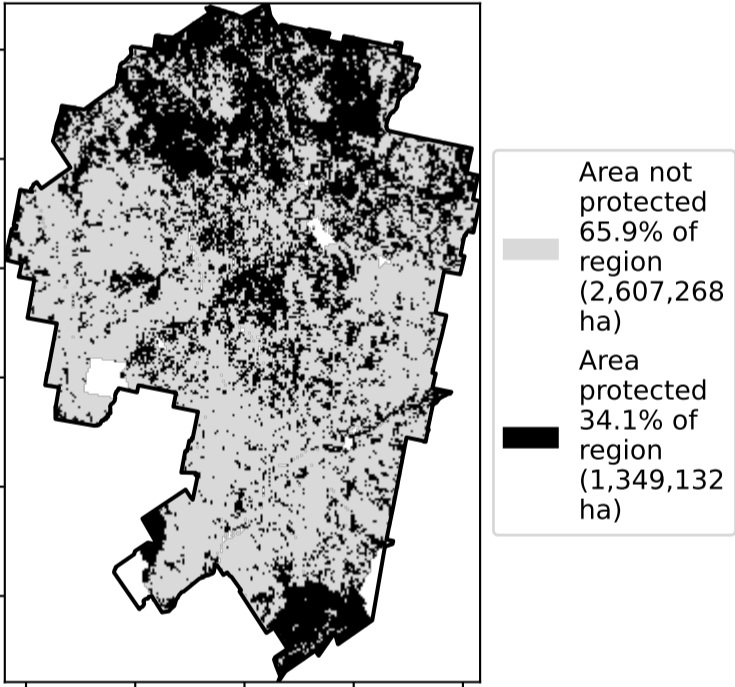 Area not
protected
65.9% of
region
(2,607,268
ha)
Area
protected
34.1% of
region
(1,349,132
ha)